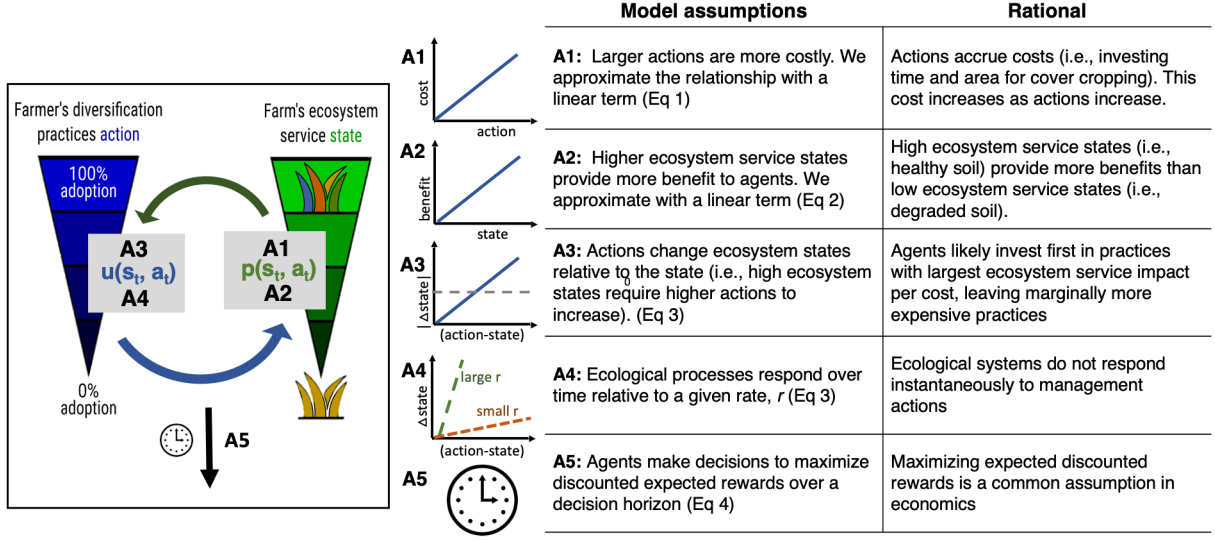 Model assumptions
Rational
Farmer's diversification
practices action
Farm's ecosystem
service state
100%
adoption
A3
u(sₜ, aₜ)
A4
A1
p(sₜ, aₜ)
A2
0%
adoption
A5
A1
cost
action
A1: Larger actions are more costly. We
approximate the relationship with a
linear term (Eq 1)
Actions accrue costs (i.e., investing
time and area for cover cropping). This
cost increases as actions increase.
A2
benefit
state
A2: Higher ecosystem service states
provide more benefit to agents. We
approximate with a linear term (Eq 2)
High ecosystem service states (i.e.,
healthy soil) provide more benefits than
low ecosystem service states (i.e.,
degraded soil).
A3
|Δstate|
(action-state)
0
A3: Actions change ecosystem states
relative to the state (i.e., high ecosystem
states require higher actions to
increase). (Eq 3)
Agents likely invest first in practices
with largest ecosystem service impact
per cost, leaving marginally more
expensive practices
A4
Δstate
large r
small r
(action-state)
A4: Ecological processes respond over
time relative to a given rate, r (Eq 3)
Ecological systems do not respond
instantaneously to management
actions
A5
A5: Agents make decisions to maximize
discounted expected rewards over a
decision horizon (Eq 4)
Maximizing expected discounted
rewards is a common assumption in
economics